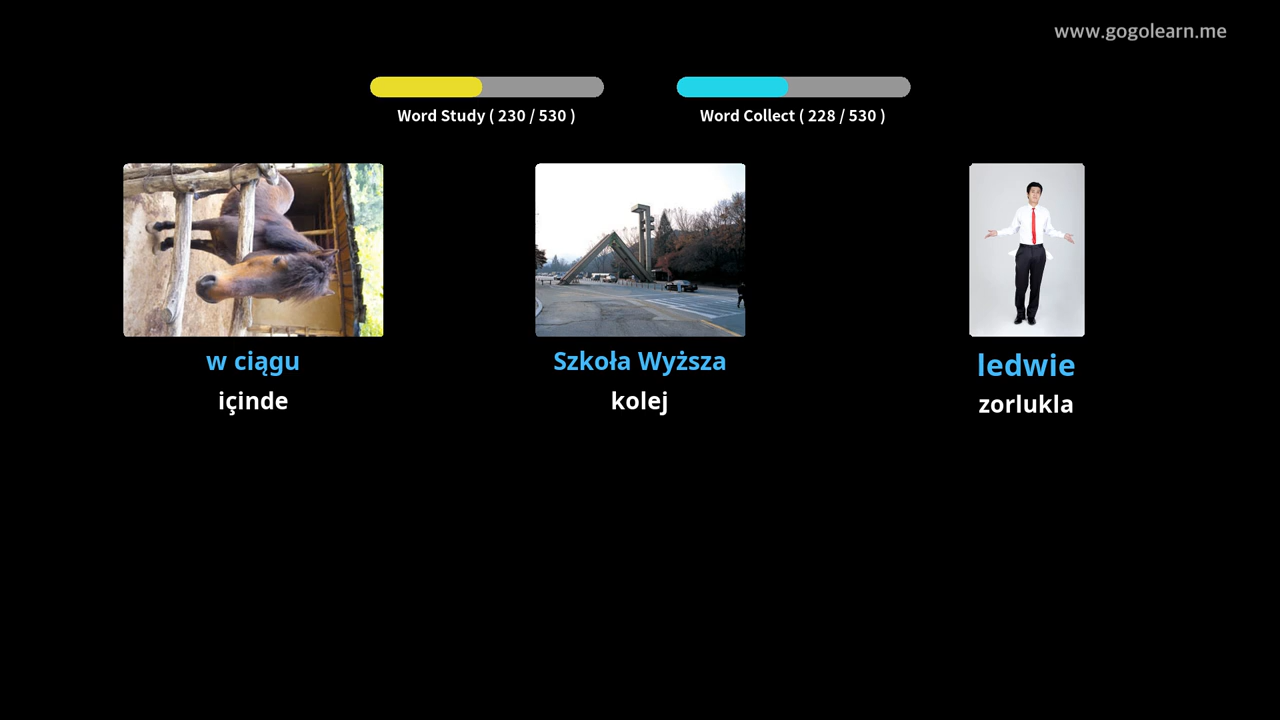 www.gogolearn.me
Word Study ( 230 / 530 )
Word Collect ( 228 / 530 )
w ciągu
Szkoła Wyższa
ledwie
içinde
kolej
zorlukla